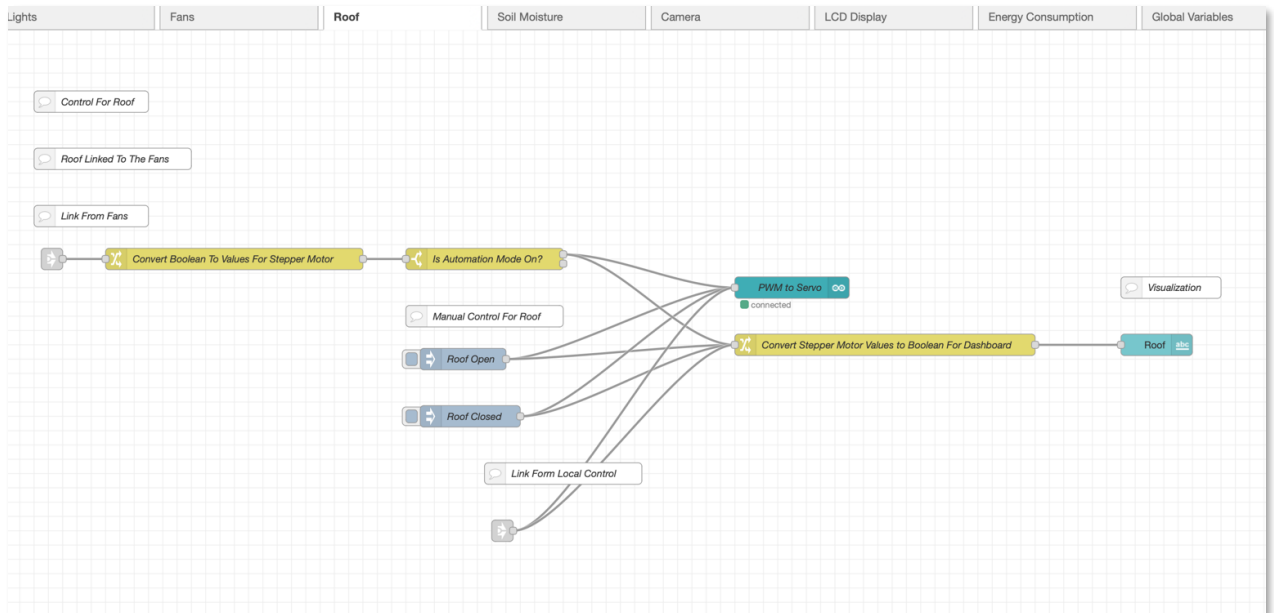 Lights
Fans
Roof
Soil Moisture
Camera
LCD Display
Energy Consumption
Global Variables
Control For Roof
Roof Linked To The Fans
Link From Fans
Convert Boolean To Values For Stepper Motor
Is Automation Mode On?
PWM to Servo
connected
Visualization
Manual Control For Roof
Convert Stepper Motor Values to Boolean For Dashboard
Roof
abc
Roof Open
Roof Closed
Link Form Local Control